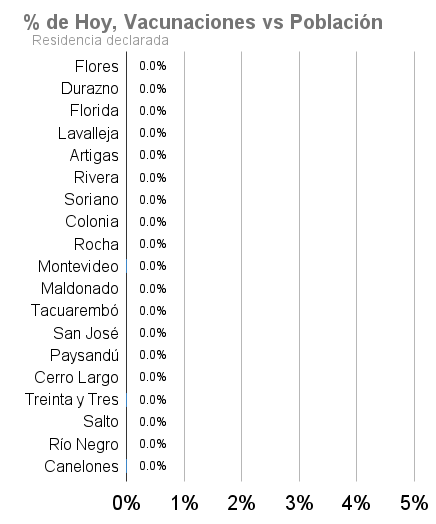 % de Hoy, Vacunaciones vs Población
Residencia declarada
Flores 0.0%
Durazno 0.0%
Florida 0.0%
Lavalleja 0.0%
Artigas 0.0%
Rivera 0.0%
Soriano 0.0%
Colonia 0.0%
Rocha 0.0%
Montevideo 0.0%
Maldonado 0.0%
Tacuarembó 0.0%
San José 0.0%
Paysandú 0.0%
Cerro Largo 0.0%
Treinta y Tres 0.0%
Salto 0.0%
Río Negro 0.0%
Canelones 0.0%
0% 1% 2% 3% 4% 5%